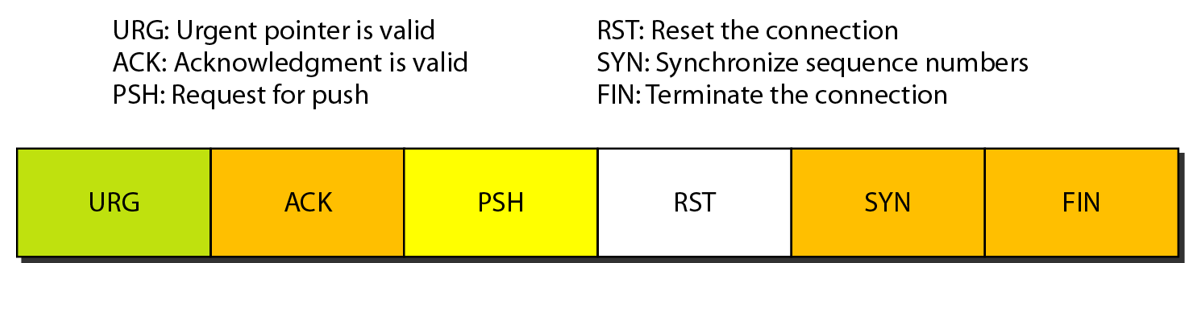 URG: Urgent pointer is valid
ACK: Acknowledgment is valid
PSH: Request for push
RST: Reset the connection
SYN: Synchronize sequence numbers
FIN: Terminate the connection
URG
ACK
PSH
RST
SYN
FIN